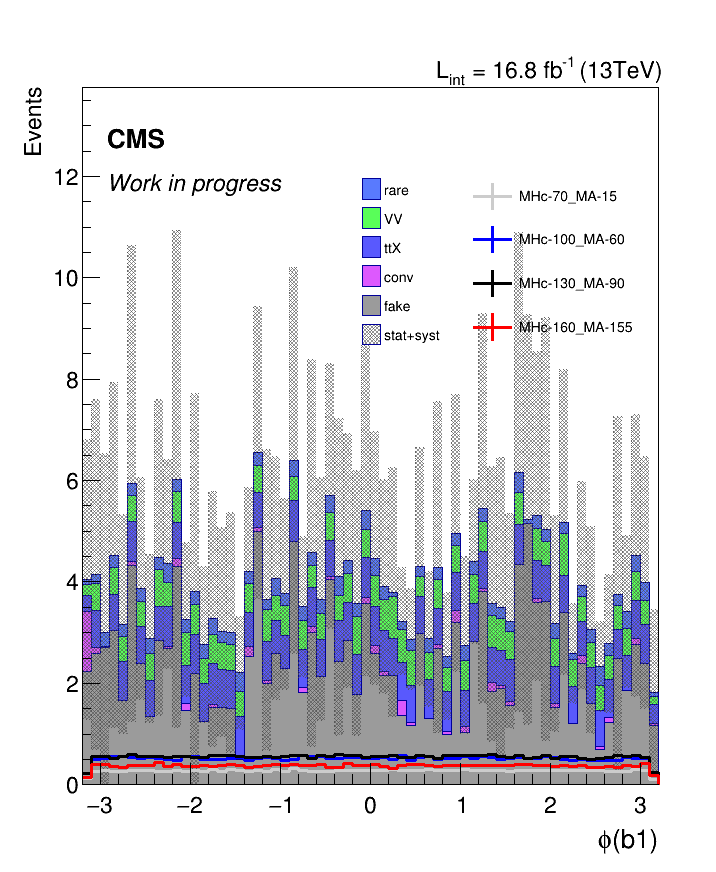 L_int = 16.8 fb^-1 (13TeV)
Events
CMS
Work in progress
rare
VV
ttX
conv
fake
stat+syst
MHc-70_MA-15
MHc-100_MA-60
MHc-130_MA-90
MHc-160_MA-155
12
10
8
6
4
2
0
−3 −2 −1 0 1 2 3
ϕ(b1)